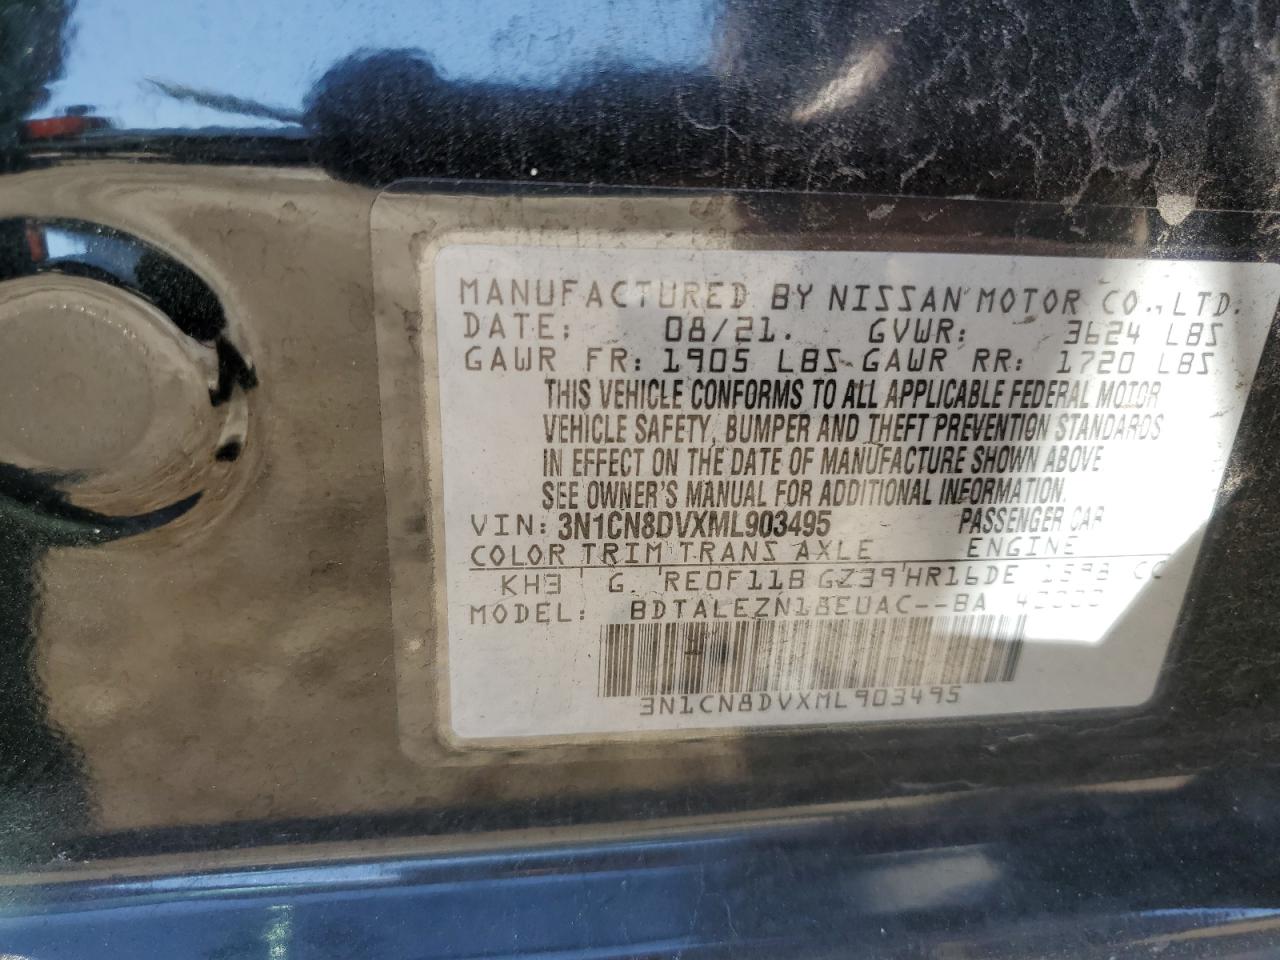 MANUFACTURED BY NISSAN MOTOR CO., LTD.
DATE: 08/21. GVWR: 3624 LBS
GAWR FR: 1905 LBS GAWR RR: 1720 LBS
THIS VEHICLE CONFORMS TO ALL APPLICABLE FEDERAL MOTOR
VEHICLE SAFETY, BUMPER AND THEFT PREVENTION STANDARDS
IN EFFECT ON THE DATE OF MANUFACTURE SHOWN ABOVE
SEE OWNER'S MANUAL FOR ADDITIONAL INFORMATION.
VIN: 3N1CN8DVXML903495 PASSENGER CAR
COLOR TRIM TRANS AXLE ENGINE
KH3 G. RE0F11B GZ39 HR16DE 1598 CC
MODEL: BDTALEZN18EUAC--BA
3N1CN8DVXML903495